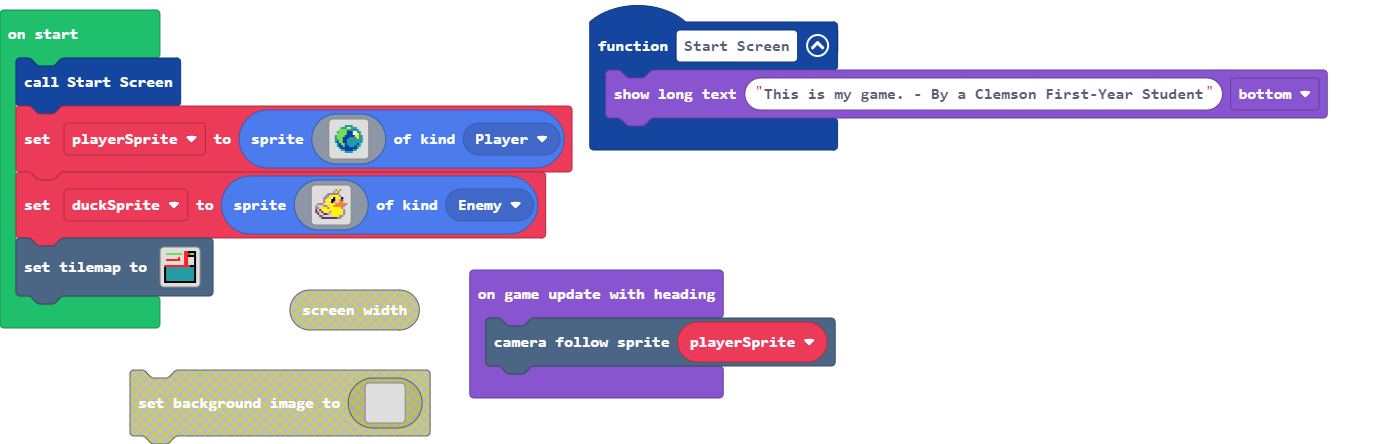 on start
call Start Screen
set playerSprite to sprite of kind Player
set duckSprite to sprite of kind Enemy
set tilemap to
function Start Screen
show long text "This is my game. - By a Clemson First-Year Student" bottom
screen width
on game update with heading
camera follow sprite playerSprite
set background image to